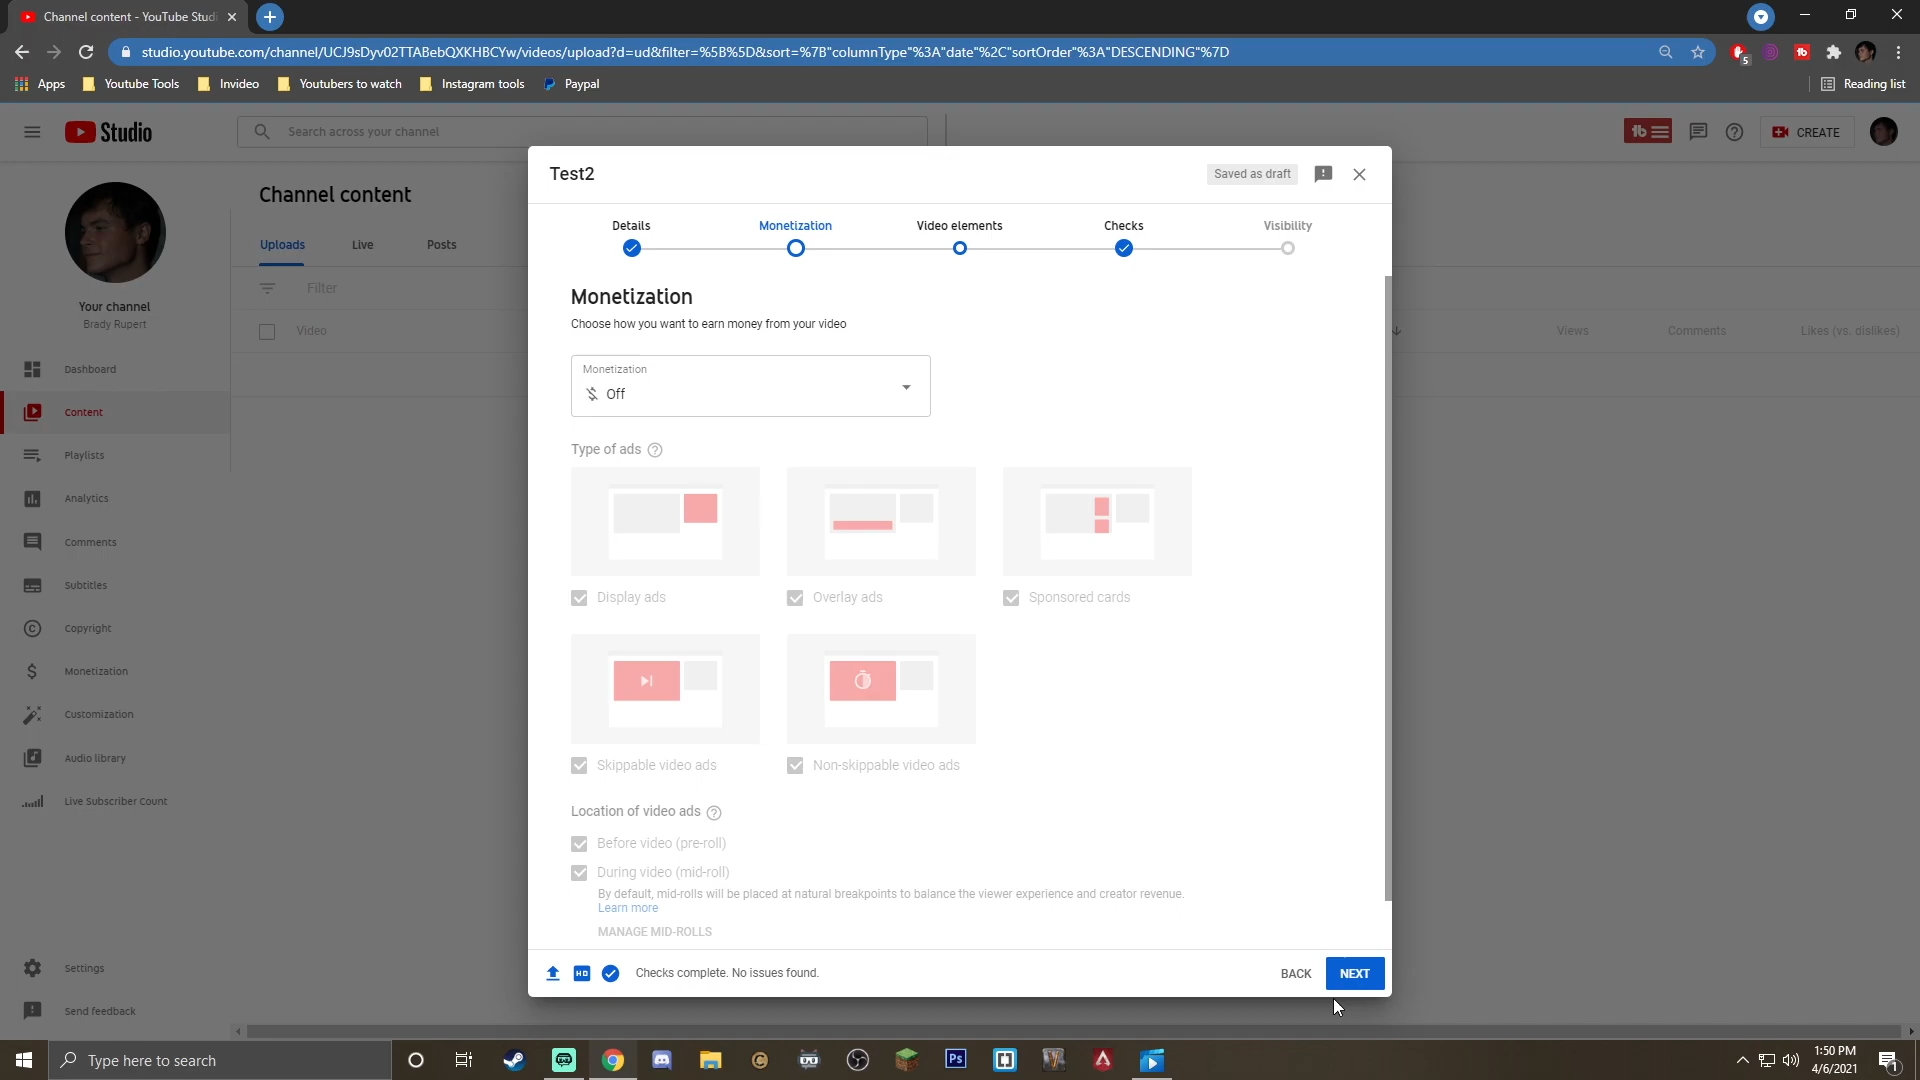 Channel content - YouTube Studi
studio.youtube.com/channel/UCJ9sDyv02TTABebQXKHBCYw/videos/upload?d=ud&filter=%5B%5D&sort=%7B"columnType"%3A"date"%2C"sortOrder"%3A"DESCENDING"%7D
5
Apps
Youtube Tools
Invideo
Youtubers to watch
Instagram tools
Paypal
Reading list
Studio
Search across your channel
tb
CREATE
Test2
Saved as draft
Your channel
Brady Rupert
Channel content
Uploads
Live
Posts
Filter
Video
Views
Comments
Likes (vs. dislikes)
Dashboard
Content
Playlists
Analytics
Comments
Subtitles
Copyright
Monetization
Customization
Audio library
Live Subscriber Count
Settings
Send feedback
Details
Monetization
Video elements
Checks
Visibility
Monetization
Choose how you want to earn money from your video
Monetization
Off
Type of ads
Display ads
Overlay ads
Sponsored cards
Skippable video ads
Non-skippable video ads
Location of video ads
Before video (pre-roll)
During video (mid-roll)
By default, mid-rolls will be placed at natural breakpoints to balance the viewer experience and creator revenue.
Learn more
MANAGE MID-ROLLS
HD
Checks complete. No issues found.
BACK
NEXT
Type here to search
Ps
1:50 PM
4/6/2021
1